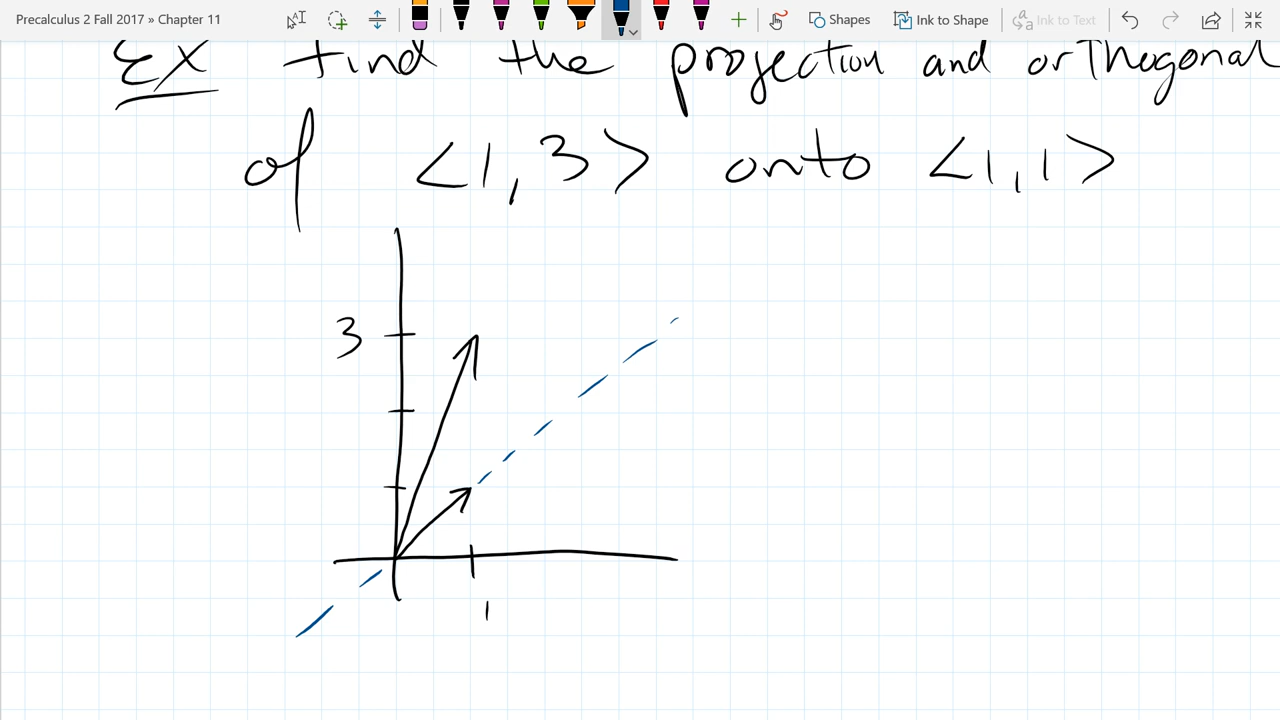 Precalculus 2 Fall 2017 » Chapter 11
Shapes
Ink to Shape
Ink to Text
Ex find the projection and orthogonal
of <1,3> onto <1,1>
3
1